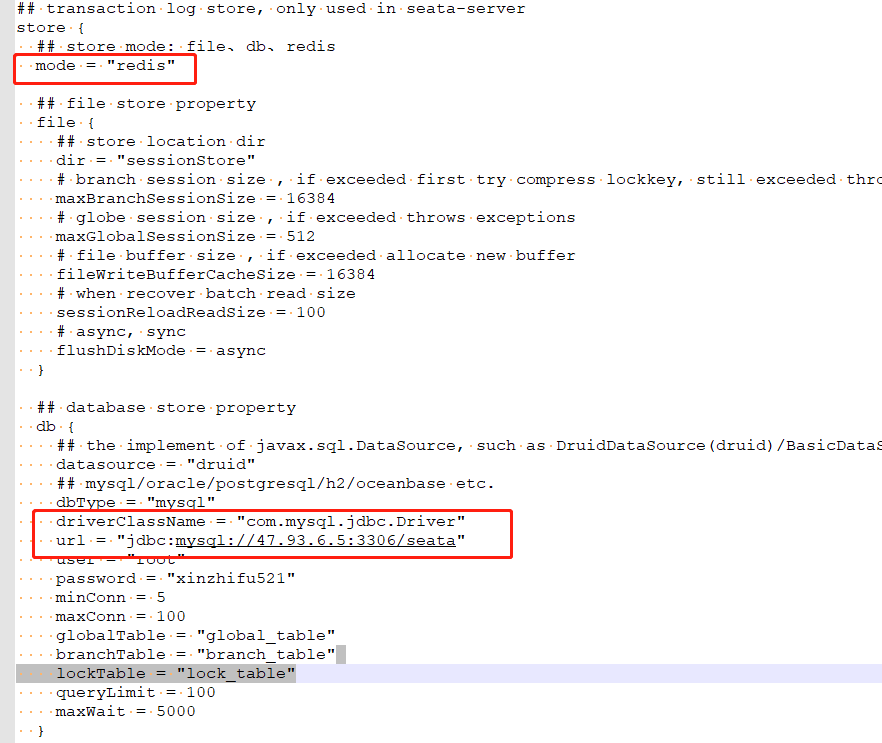 ## transaction log store, only used in seata-server
store {
## store mode: file、db、redis
mode = "redis"
## file store property
file {
## store location dir
dir = "sessionStore"
# branch session size , if exceeded first try compress lockkey, still exceeded thro
maxBranchSessionSize = 16384
# globe session size , if exceeded throws exceptions
maxGlobalSessionSize = 512
# file buffer size , if exceeded allocate new buffer
fileWriteBufferCacheSize = 16384
# when recover batch read size
sessionReloadReadSize = 100
# async, sync
flushDiskMode = async
}
## database store property
db {
## the implement of javax.sql.DataSource, such as DruidDataSource(druid)/BasicDataS
datasource = "druid"
## mysql/oracle/postgresql/h2/oceanbase etc.
dbType = "mysql"
driverClassName = "com.mysql.jdbc.Driver"
url = "jdbc:mysql://47.93.6.5:3306/seata"
user = "root"
password = "xinzhifu521"
minConn = 5
maxConn = 100
globalTable = "global_table"
branchTable = "branch_table"
lockTable = "lock_table"
queryLimit = 100
maxWait = 5000
}